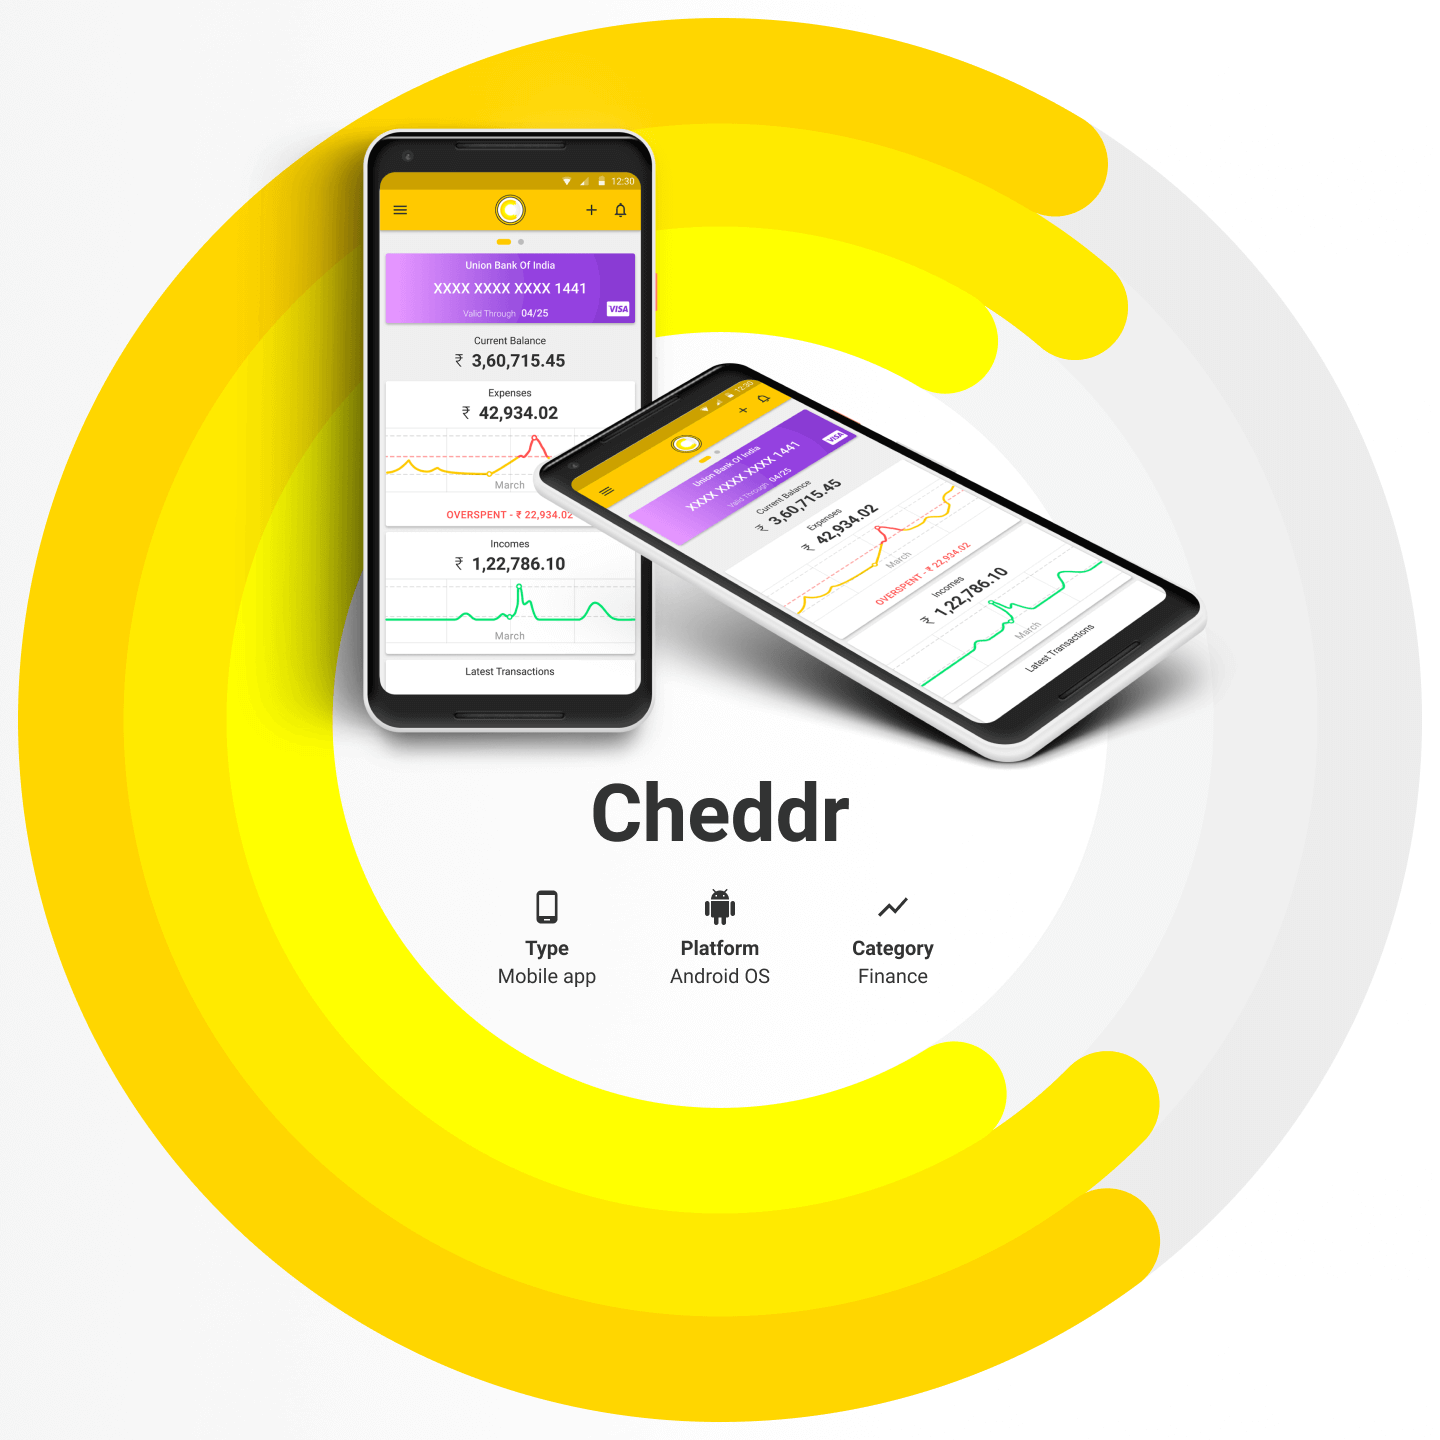 12:30
Union Bank Of India
XXXX XXXX XXXX 1441
Valid Through 04/25
VISA
Current Balance
₹ 3,60,715.45
Expenses
₹ 42,934.02
March
OVERSPENT - ₹ 22,934.02
Incomes
₹ 1,22,786.10
March
Latest Transactions
12:30
Union Bank Of India
XXXX XXXX XXXX 1441
Valid Through 04/25
VISA
Current Balance
₹ 3,60,715.45
Expenses
₹ 42,934.02
March
OVERSPENT - ₹ 22,934.02
Incomes
₹ 1,22,786.10
March
Latest Transactions
Cheddr
Type
Mobile app
Platform
Android OS
Category
Finance